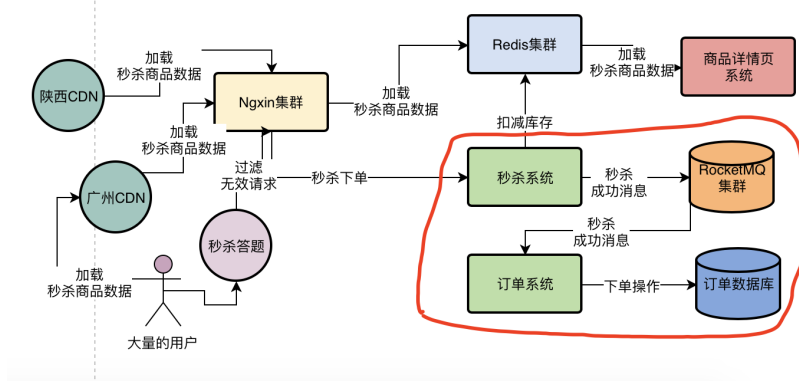 加载
秒杀商品数据
Redis集群
加载
秒杀商品数据
商品详情页
系统
陕西CDN
Ngxin集群
加载
秒杀商品数据
加载
秒杀商品数据
扣减库存
过滤
无效请求
秒杀下单
秒杀系统
秒杀
成功消息
RocketMQ
集群
广州CDN
秒杀答题
秒杀
成功消息
加载
秒杀商品数据
订单系统
下单操作
订单数据库
大量的用户